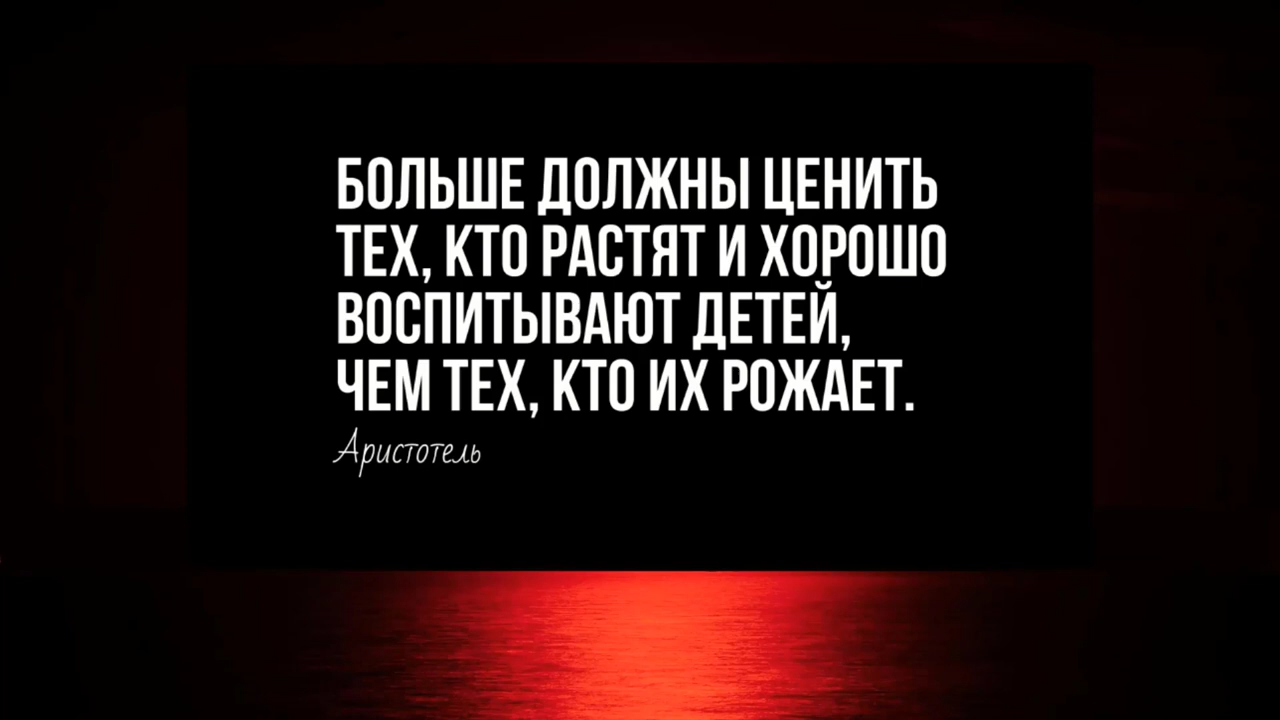 БОЛЬШЕ ДОЛЖНЫ ЦЕНИТЬ
ТЕХ, КТО РАСТЯТ И ХОРОШО
ВОСПИТЫВАЮТ ДЕТЕЙ,
ЧЕМ ТЕХ, КТО ИХ РОЖАЕТ.
Аристотель